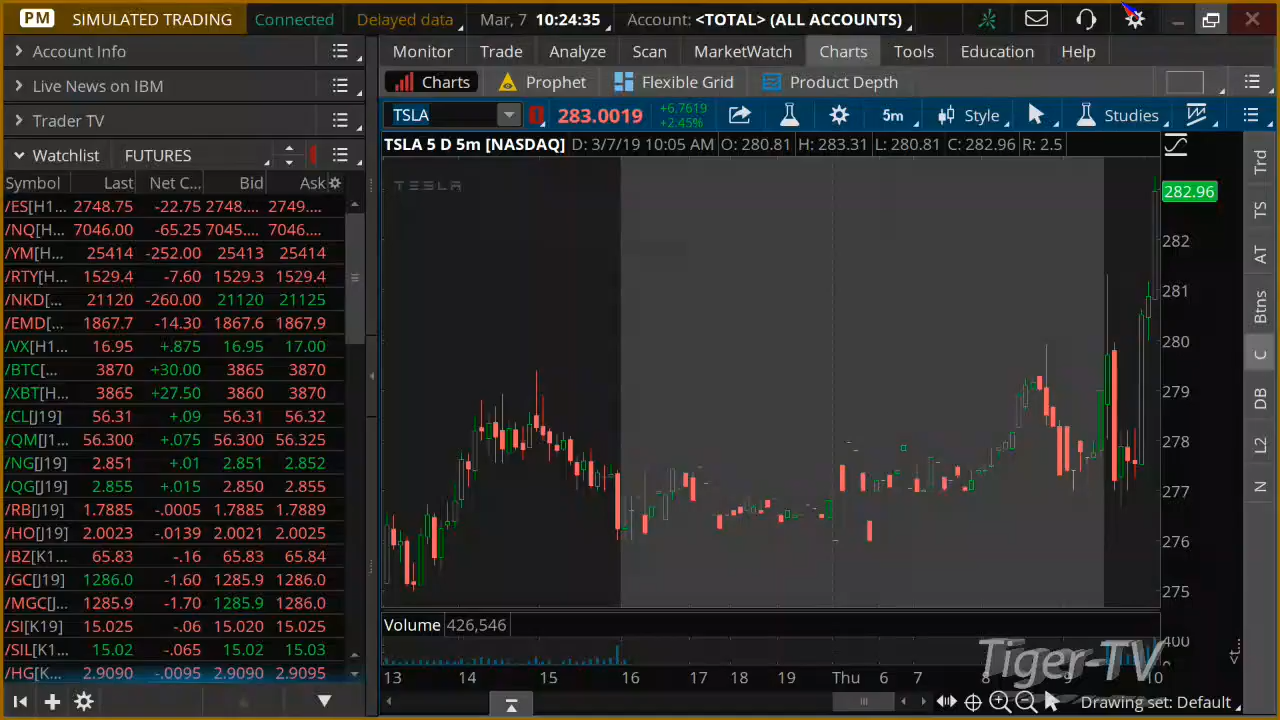 PM SIMULATED TRADING Connected Delayed data Mar, 7 10:24:35 Account: <TOTAL> (ALL ACCOUNTS)
Account Info
Live News on IBM
Trader TV
Watchlist FUTURES
Symbol Last Net C... Bid Ask
/ES[H1... 2748.75 -22.75 2748.... 2749....
/NQ[H... 7046.00 -65.25 7045.... 7046....
/YM[H... 25414 -252.00 25413 25414
/RTY[H... 1529.4 -7.60 1529.3 1529.4
/NKD[... 21120 -260.00 21120 21125
/EMD[... 1867.7 -14.30 1867.6 1867.9
/VX[H1... 16.95 +.875 16.95 17.00
/BTC[... 3870 +30.00 3865 3870
/XBT[H... 3865 +27.50 3860 3870
/CL[J19] 56.31 +.09 56.31 56.32
/QM[J1... 56.300 +.075 56.300 56.325
/NG[J19] 2.851 +.01 2.851 2.852
/QG[J19] 2.855 +.015 2.850 2.855
/RB[J19] 1.7885 -.0005 1.7885 1.7889
/HO[J19] 2.0023 -.0139 2.0021 2.0025
/BZ[K1... 65.83 -.16 65.83 65.84
/GC[J19] 1286.0 -1.60 1285.9 1286.0
/MGC[J... 1285.9 -1.70 1285.9 1286.0
/SI[K19] 15.025 -.06 15.020 15.025
/SIL[K1... 15.02 -.065 15.02 15.03
/HG[K... 2.9090 -.0095 2.9090 2.9095
Monitor Trade Analyze Scan MarketWatch Charts Tools Education Help
Charts Prophet Flexible Grid Product Depth
TSLA 283.0019 +6.7619 +2.45% 5m Style Studies
TSLA 5 D 5m [NASDAQ] D: 3/7/19 10:05 AM O: 280.81 H: 283.31 L: 280.81 C: 282.96 R: 2.5
TESLA
282.96
282
281
280
279
278
277
276
275
Volume 426,546
400
Tiger-TV
13 14 15 16 17 18 19 Thu 6 7 8 9 10
Drawing set: Default
Trd
TS
AT
Btns
C
DB
L2
N